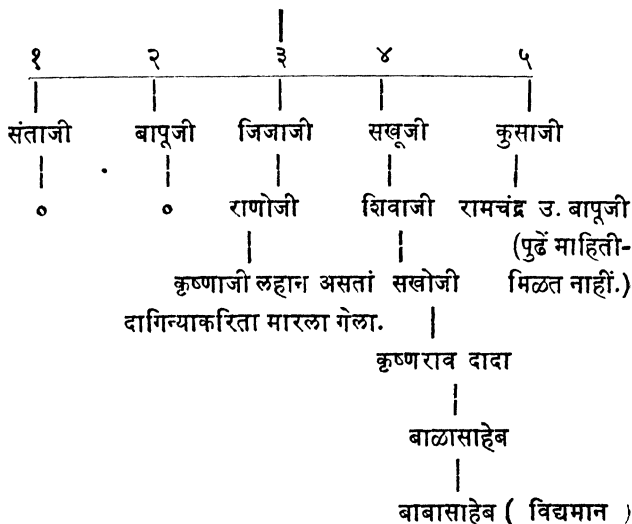 १ २ ३ ४ ५
संताजी बापूजी जिजाजी सखूजी कुसाजी
० ० राणोजी शिवाजी रामचंद्र उ. बापूजी
(पुढें माहिती-
कृष्णाजी लहान असतां सखोजी मिळत नाहीं.)
दागिन्याकरिता मारला गेला.
कृष्णराव दादा
बाळासाहेब
बाबासाहेब ( विद्यमान )